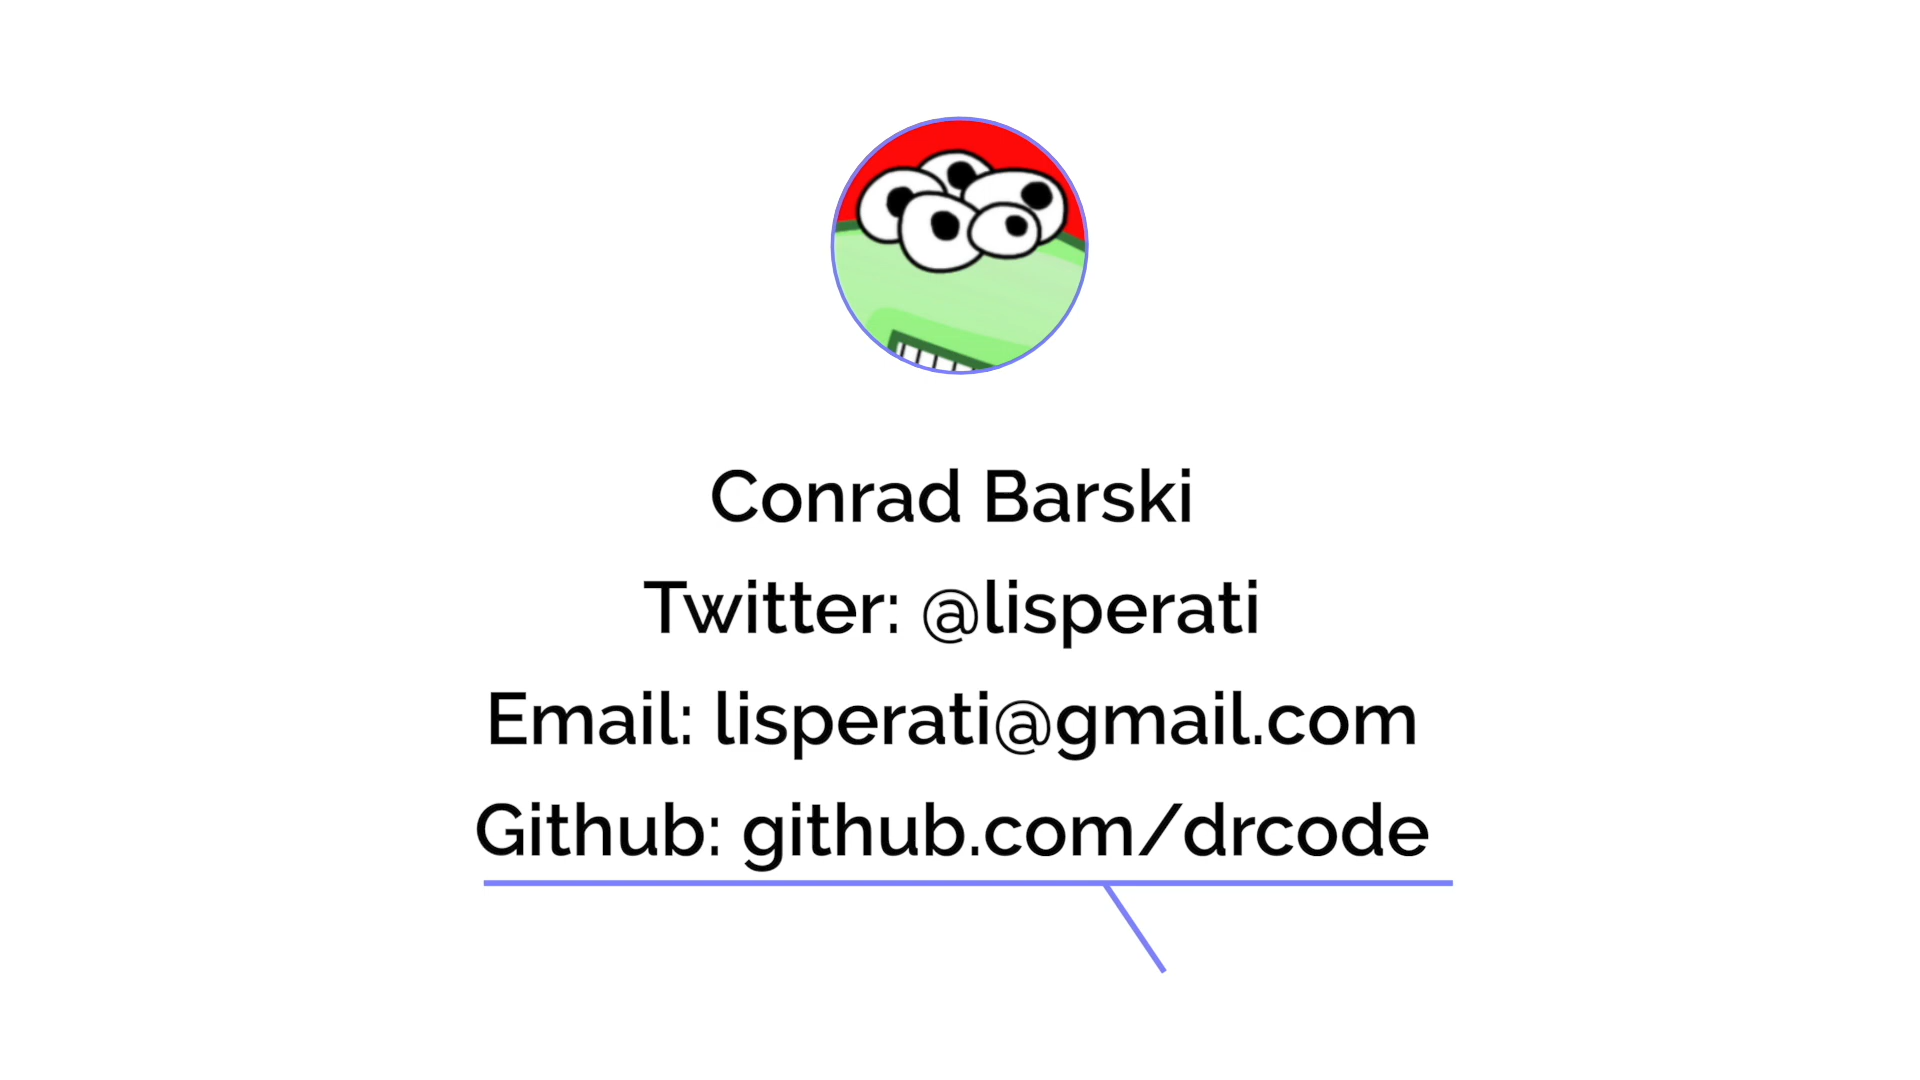 Conrad Barski
Twitter: @lisperati
Email: lisperati@gmail.com
Github: github.com/drcode